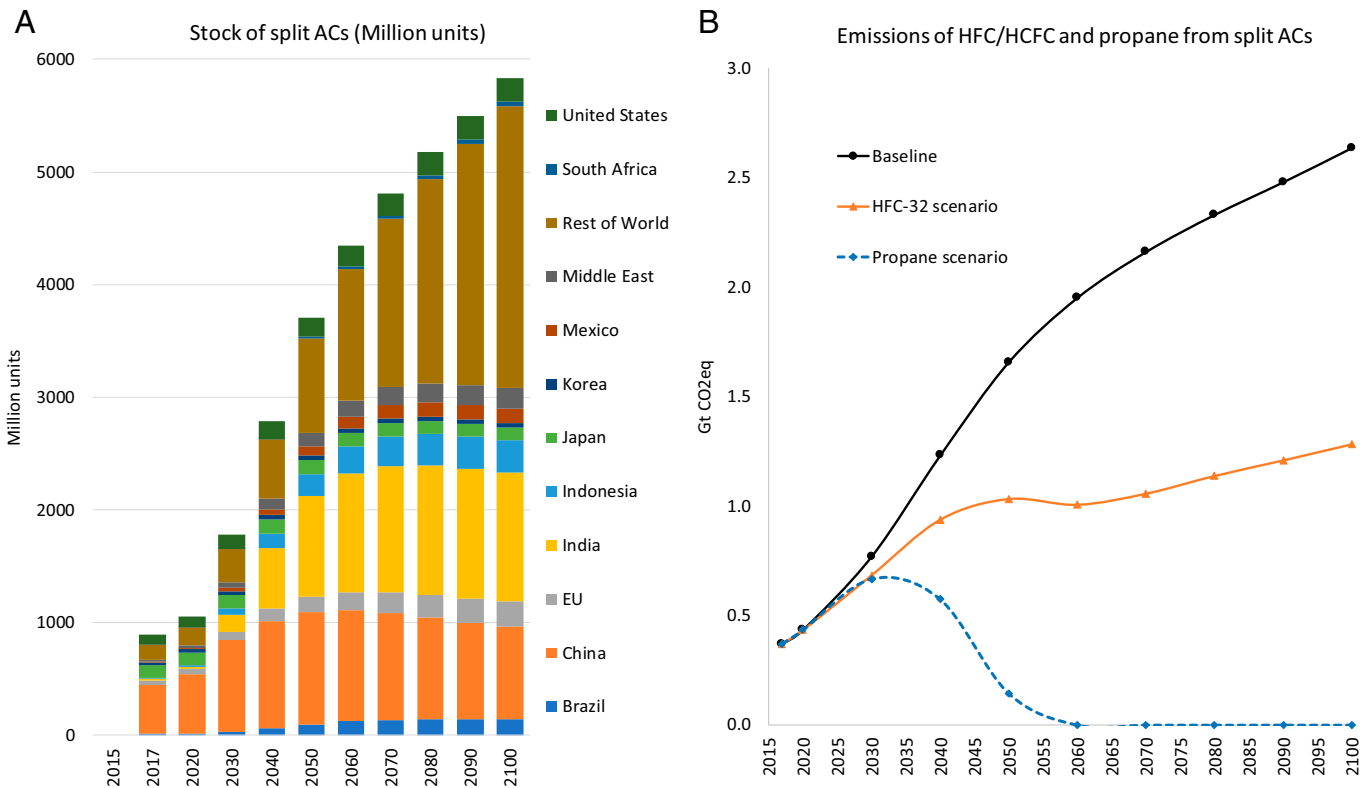 A
Stock of split ACs (Million units)
6000
5000
4000
3000
2000
1000
0
Million units
2015
2017
2020
2030
2040
2050
2060
2070
2080
2090
2100
United States
South Africa
Rest of World
Middle East
Mexico
Korea
Japan
Indonesia
India
EU
China
Brazil
B
Emissions of HFC/HCFC and propane from split ACs
3.0
2.5
2.0
1.5
1.0
0.5
0.0
Gt CO2eq
Baseline
HFC-32 scenario
Propane scenario
2015
2020
2025
2030
2035
2040
2045
2050
2055
2060
2065
2070
2075
2080
2085
2090
2095
2100